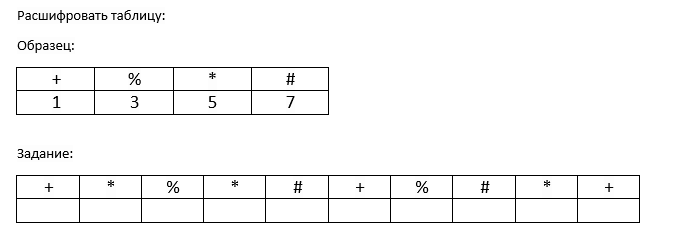 Расшифровать таблицу:
Образец:
+ % * #
1 3 5 7
Задание:
+ * % * # + % # * +